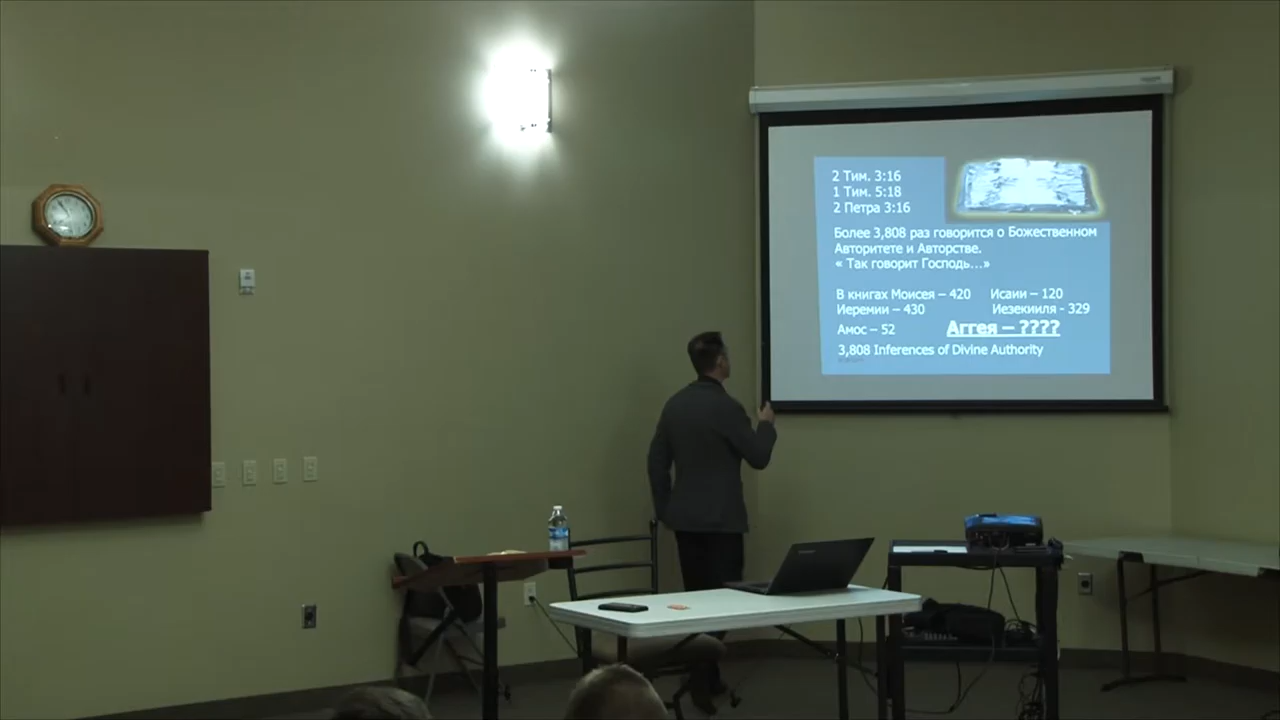 2 Тим. 3:16
1 Тим. 5:18
2 Петра 3:16
Более 3,808 раз говорится о Божественном
Авторитете и Авторстве.
« Так говорит Господь...»
В книгах Моисея – 420 Исаии – 120
Иеремии – 430 Иезекииля - 329
Амос – 52 Аггея – ????
3,808 Inferences of Divine Authority